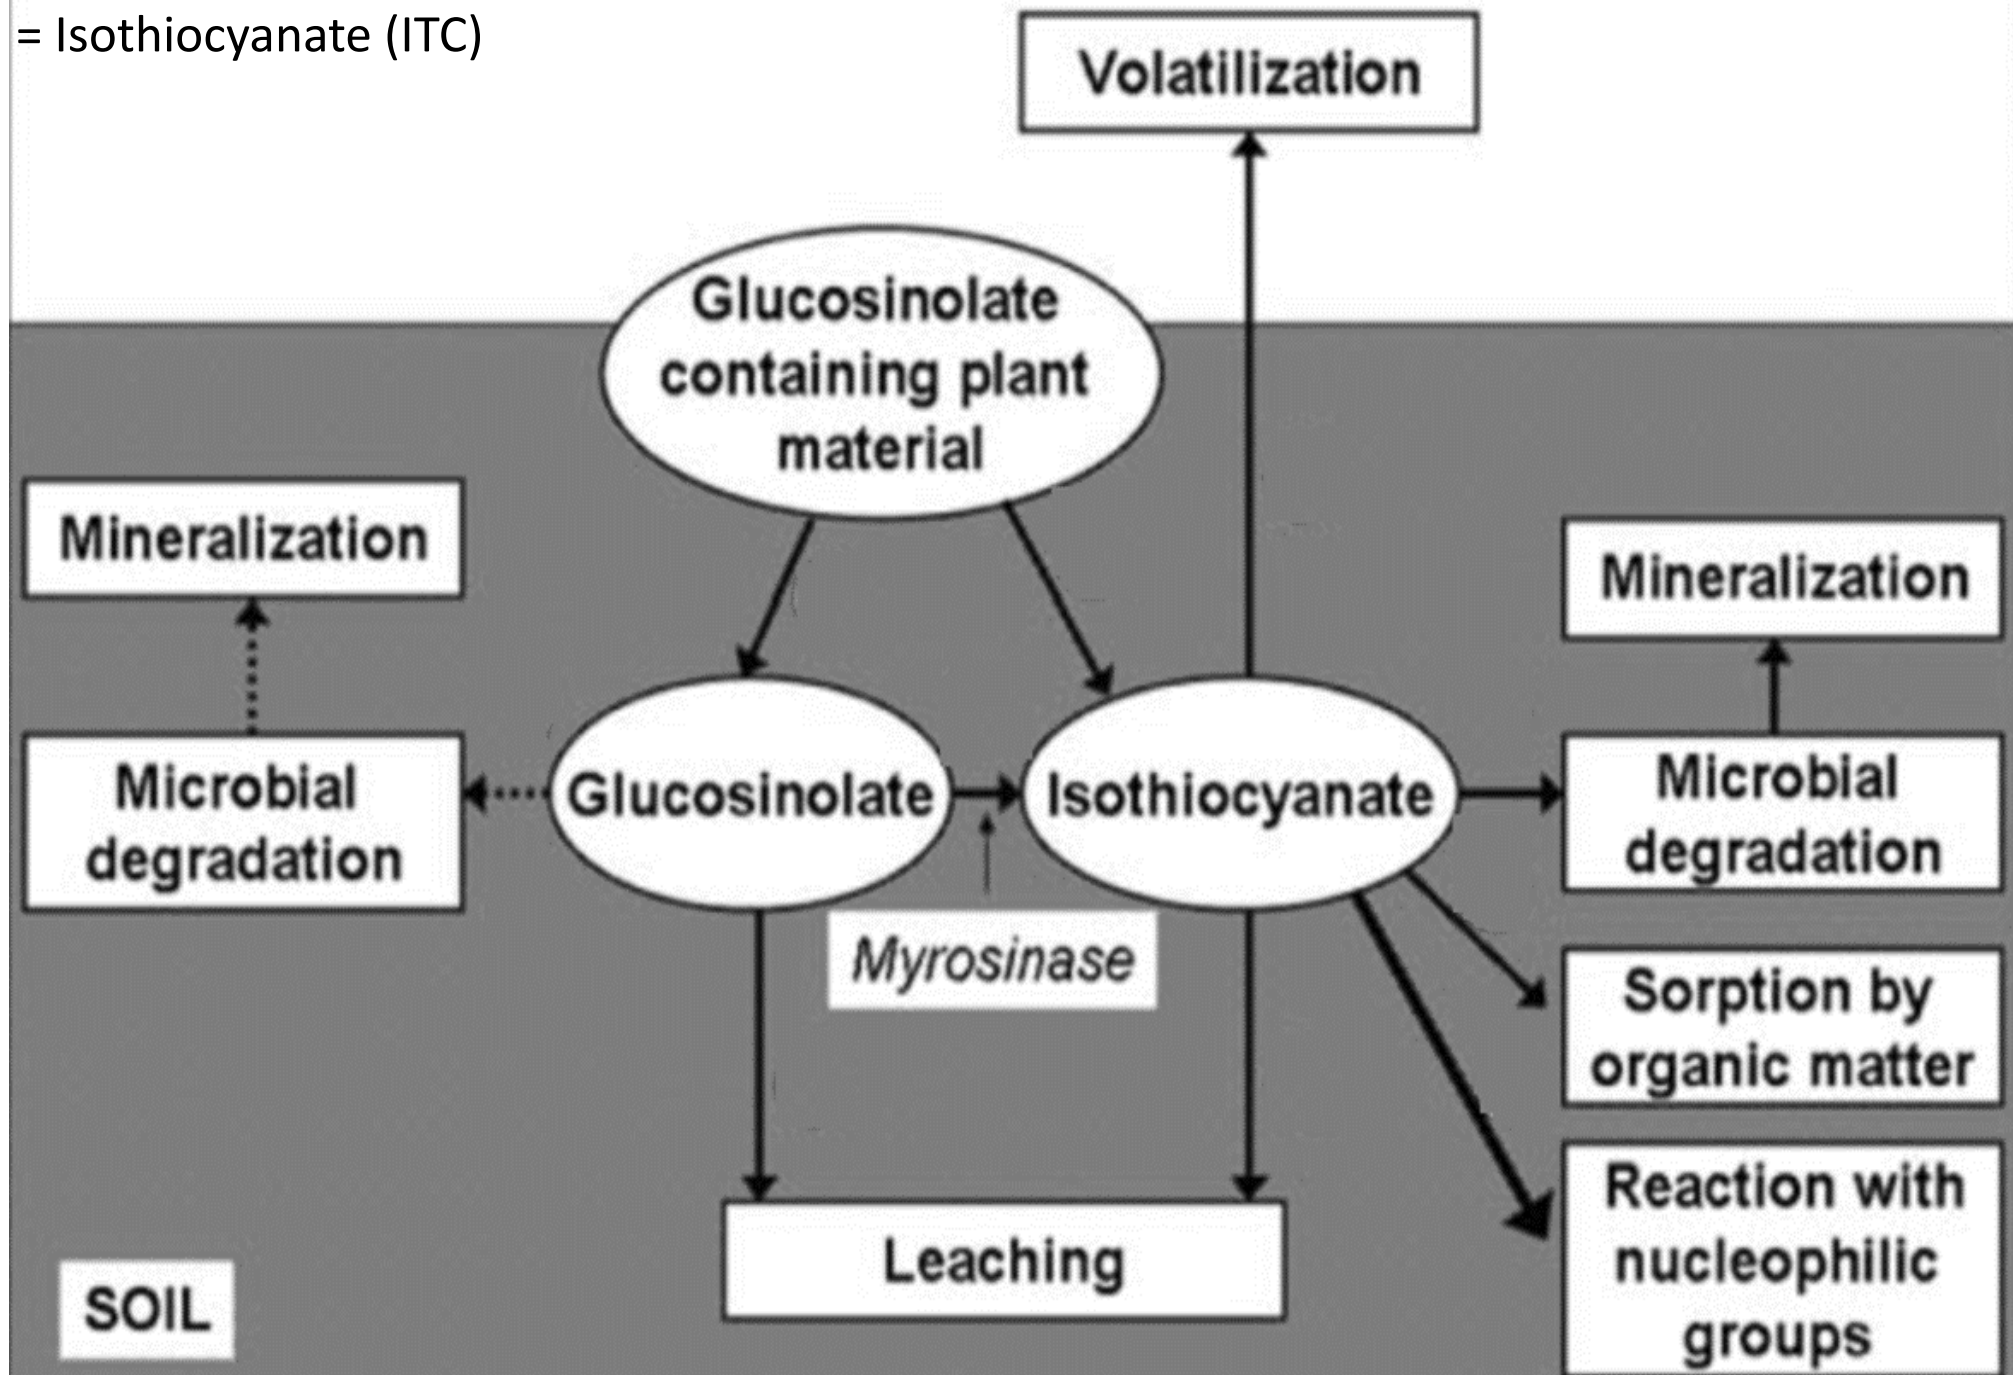 = Isothiocyanate (ITC)
Volatilization
Glucosinolate
containing plant
material
Mineralization
Mineralization
Microbial
degradation
Glucosinolate
Isothiocyanate
Microbial
degradation
Myrosinase
Sorption by
organic matter
Reaction with
nucleophilic
groups
Leaching
SOIL